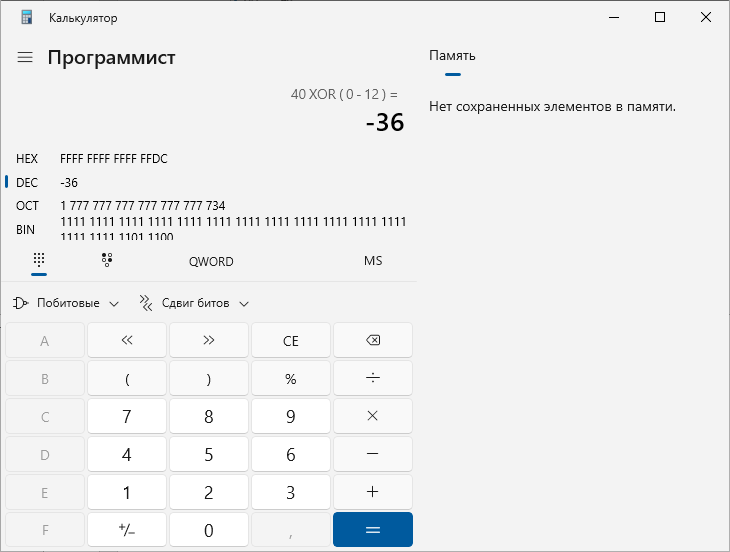 Калькулятор
Программист
40 XOR ( 0 - 12 ) =
-36
HEX FFFF FFFF FFFF FFDC
DEC -36
OCT 1 777 777 777 777 777 777 734
BIN 1111 1111 1111 1111 1111 1111 1111 1111 1111 1111 1111 1111
1111 1111 1101 1100
QWORD MS
Побитовые Сдвиг битов
A « » CE
B ( ) % ÷
C 7 8 9 ×
D 4 5 6 −
E 1 2 3 +
F +/− 0 , =
Память
Нет сохраненных элементов в памяти.